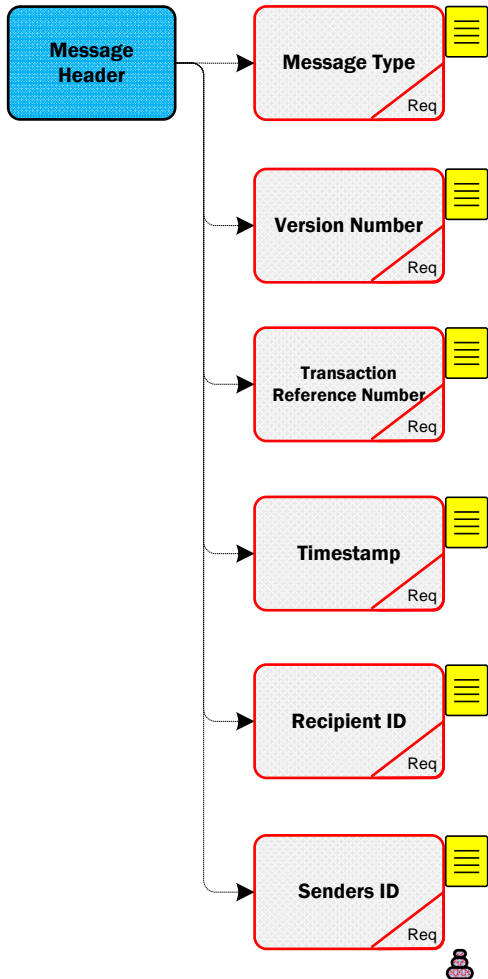 Message
Header
Message Type
Req
Version Number
Req
Transaction
Reference Number
Req
Timestamp
Req
Recipient ID
Req
Senders ID
Req